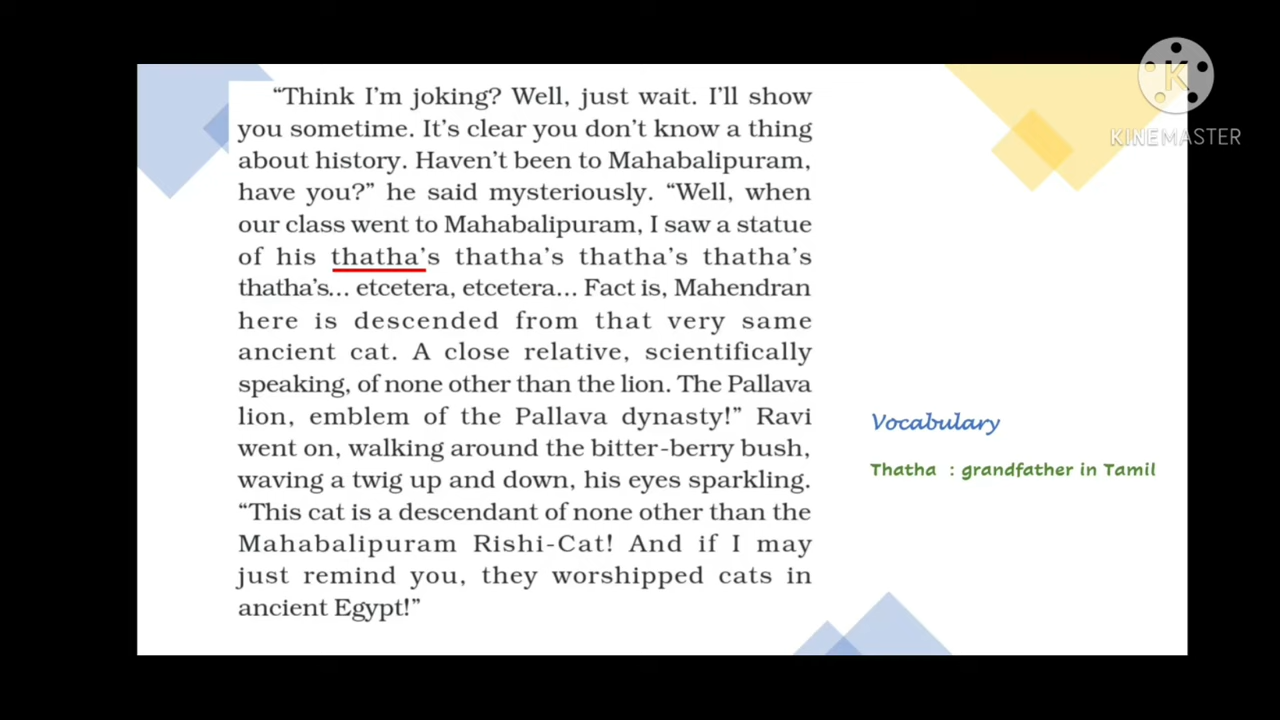 “Think I’m joking? Well, just wait. I’ll show
you sometime. It’s clear you don’t know a thing
about history. Haven’t been to Mahabalipuram,
have you?” he said mysteriously. “Well, when
our class went to Mahabalipuram, I saw a statue
of his thatha’s thatha’s thatha’s thatha’s
thatha’s... etcetera, etcetera... Fact is, Mahendran
here is descended from that very same
ancient cat. A close relative, scientifically
speaking, of none other than the lion. The Pallava
lion, emblem of the Pallava dynasty!” Ravi
went on, walking around the bitter-berry bush,
waving a twig up and down, his eyes sparkling.
“This cat is a descendant of none other than the
Mahabalipuram Rishi-Cat! And if I may
just remind you, they worshipped cats in
ancient Egypt!”
Vocabulary
Thatha : grandfather in Tamil
K
KINEMASTER